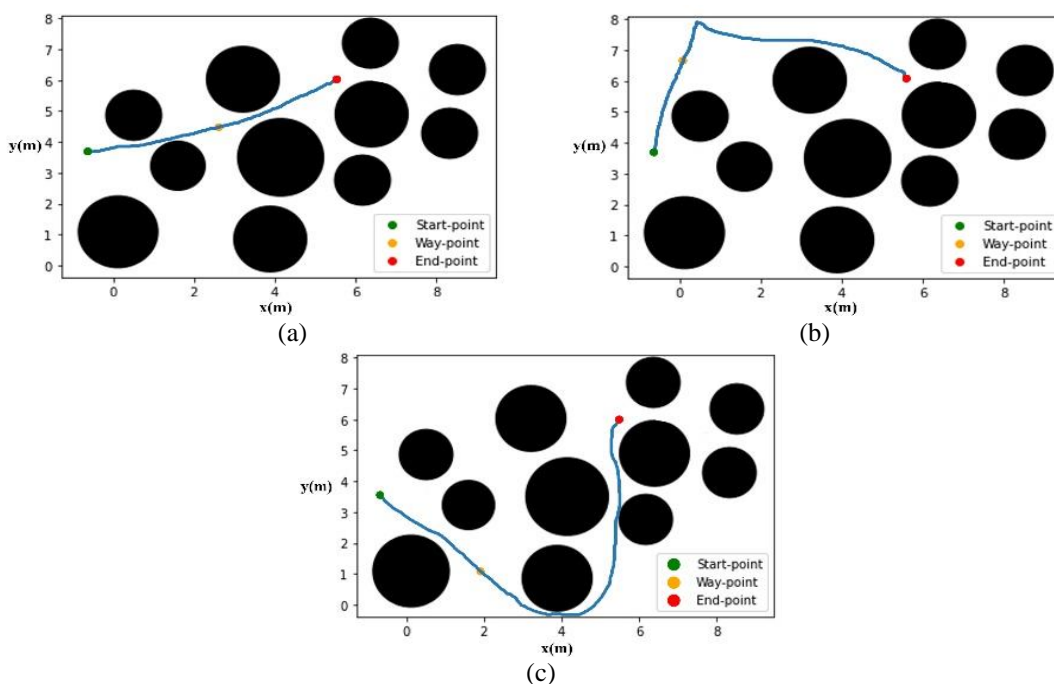 8
7
6
5
y(m) 4
3
2
1
0
Start-point
Way-point
End-point
0 2 4 6 8
x(m)
(a)
8
7
6
5
y(m) 4
3
2
1
0
Start-point
Way-point
End-point
0 2 4 6 8
x(m)
(b)
8
7
6
5
y(m) 4
3
2
1
0
Start-point
Way-point
End-point
0 2 4 6 8
x(m)
(c)